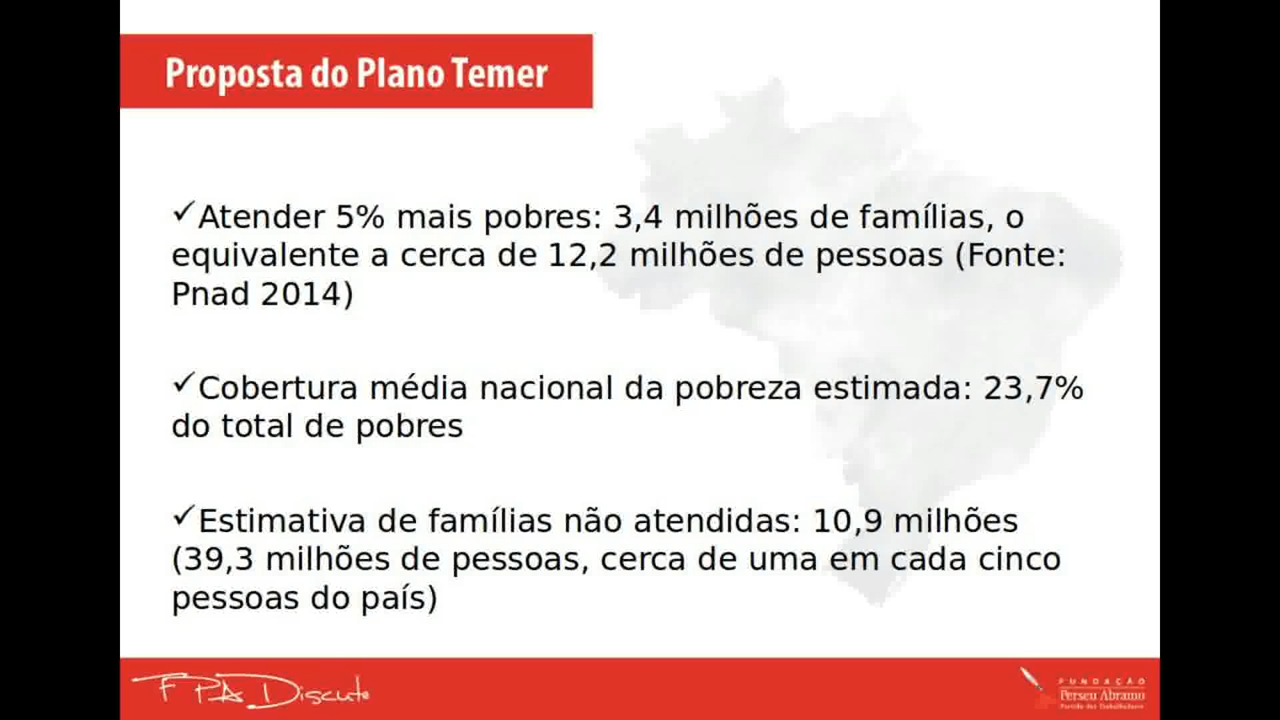 Proposta do Plano Temer
✓Atender 5% mais pobres: 3,4 milhões de famílias, o
equivalente a cerca de 12,2 milhões de pessoas (Fonte:
Pnad 2014)
✓Cobertura média nacional da pobreza estimada: 23,7%
do total de pobres
✓Estimativa de famílias não atendidas: 10,9 milhões
(39,3 milhões de pessoas, cerca de uma em cada cinco
pessoas do país)
FPA Discute
FUNDAÇÃO
Perseu Abramo
Partido dos Trabalhadores